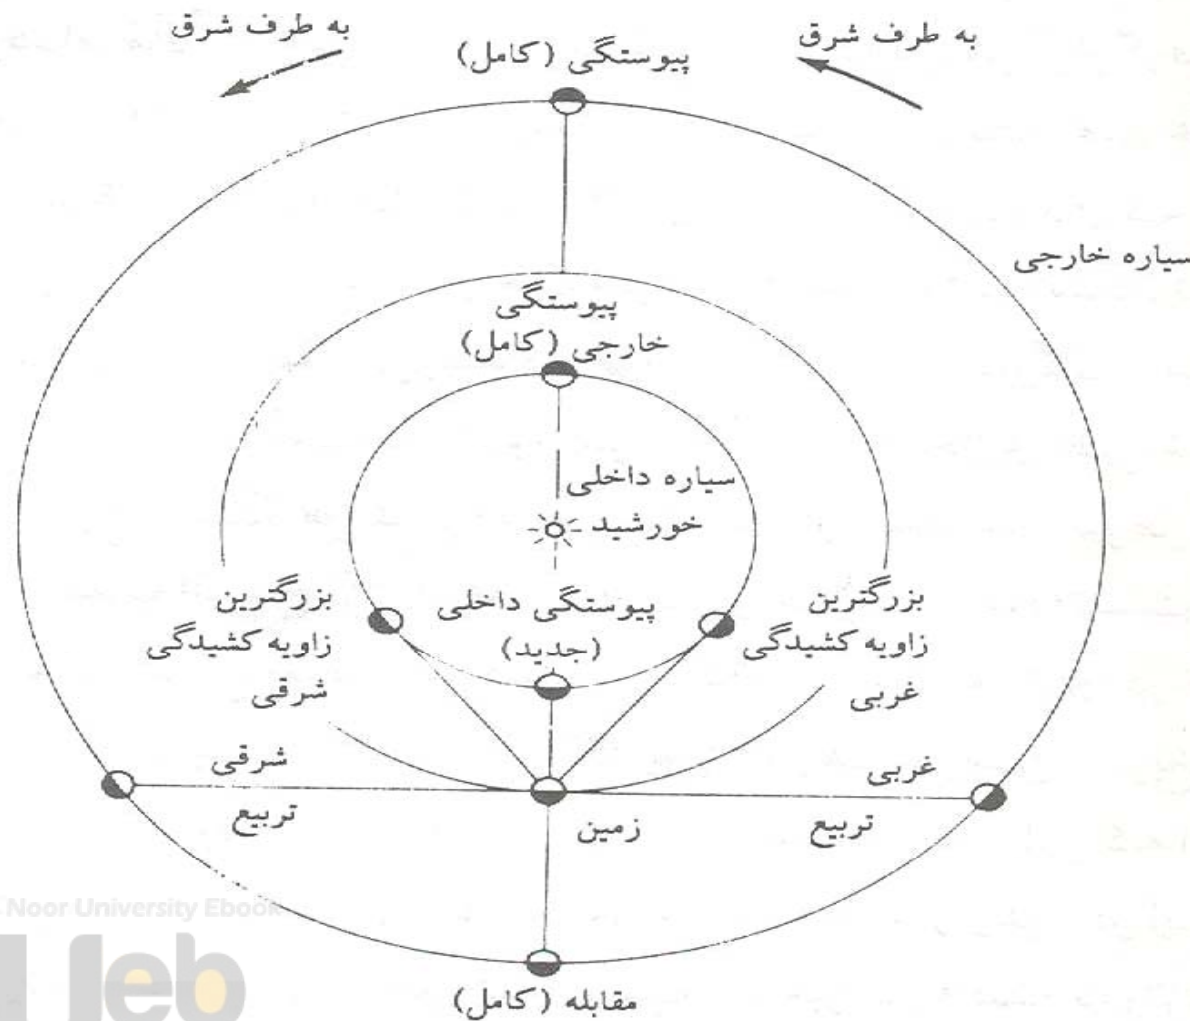 به طرف شرق
به طرف شرق
پیوستگی (کامل)
سیاره خارجی
پیوستگی
خارجی (کامل)
سیاره داخلی
خورشید
بزرگترین
زاویه کشیدگی
غربی
پیوستگی داخلی
(جدید)
بزرگترین
زاویه کشیدگی
شرقی
غربی
تربیع
زمین
شرقی
تربیع
مقابله (کامل)
Noor University Ebook
eb